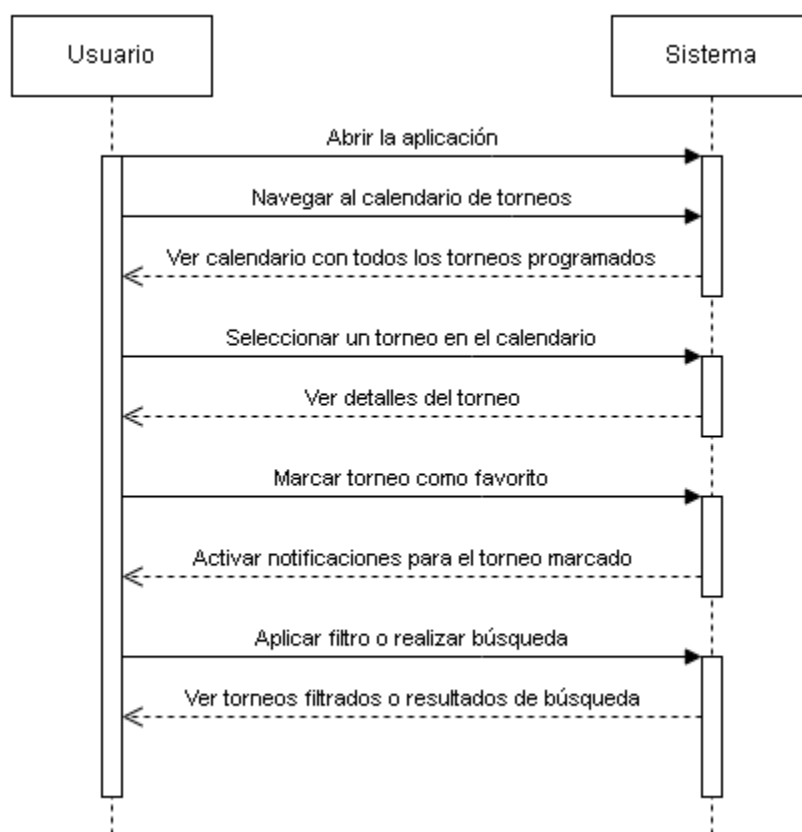 Usuario
Sistema
Abrir la aplicación
Navegar al calendario de torneos
Ver calendario con todos los torneos programados
Seleccionar un torneo en el calendario
Ver detalles del torneo
Marcar torneo como favorito
Activar notificaciones para el torneo marcado
Aplicar filtro o realizar búsqueda
Ver torneos filtrados o resultados de búsqueda